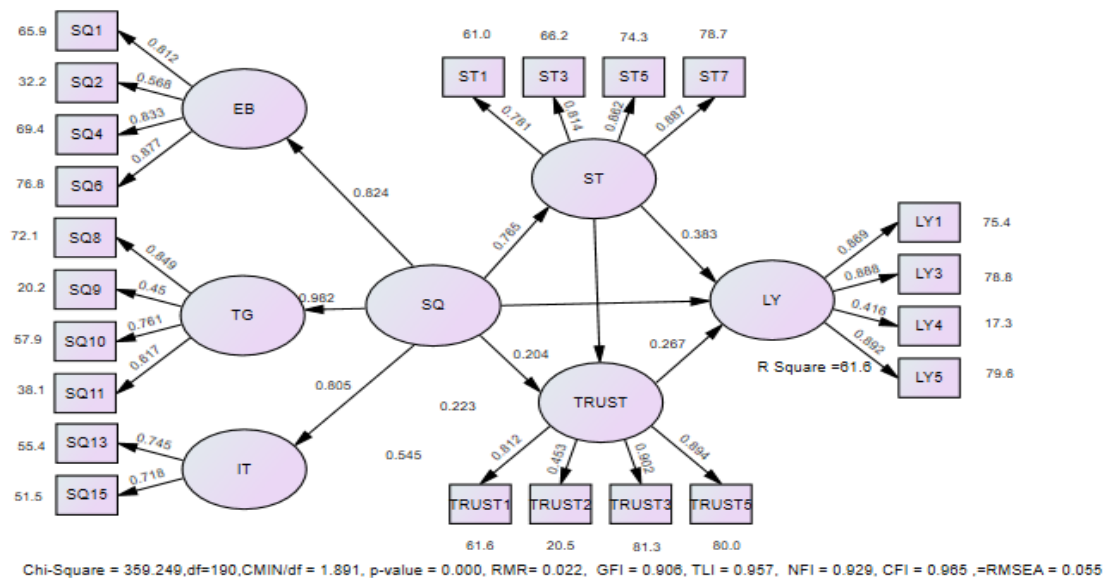 65.9 SQ1 0.812
32.2 SQ2 0.568
69.4 SQ4 0.833
76.8 SQ6 0.877
EB
0.824
72.1 SQ8 0.849
20.2 SQ9 0.45
57.9 SQ10 0.761
38.1 SQ11 0.617
TG
0.982
55.4 SQ13 0.745
51.5 SQ15 0.718
IT
0.805
SQ
61.0 66.2 74.3 78.7
ST1 ST3 ST5 ST7
0.781 0.814 0.862 0.887
ST
0.765
0.383
0.204
0.267
0.223
0.545
LY
R Square =61.6
0.869 LY1 75.4
0.888 LY3 78.8
0.416 LY4 17.3
0.892 LY5 79.6
TRUST
0.812 0.453 0.902 0.894
TRUST1 TRUST2 TRUST3 TRUST5
61.6 20.5 81.3 80.0
Chi-Square = 359.249,df=190,CMIN/df = 1.891, p-value = 0.000, RMR= 0.022, GFI = 0.906, TLI = 0.957, NFI = 0.929, CFI = 0.965 ,=RMSEA = 0.055